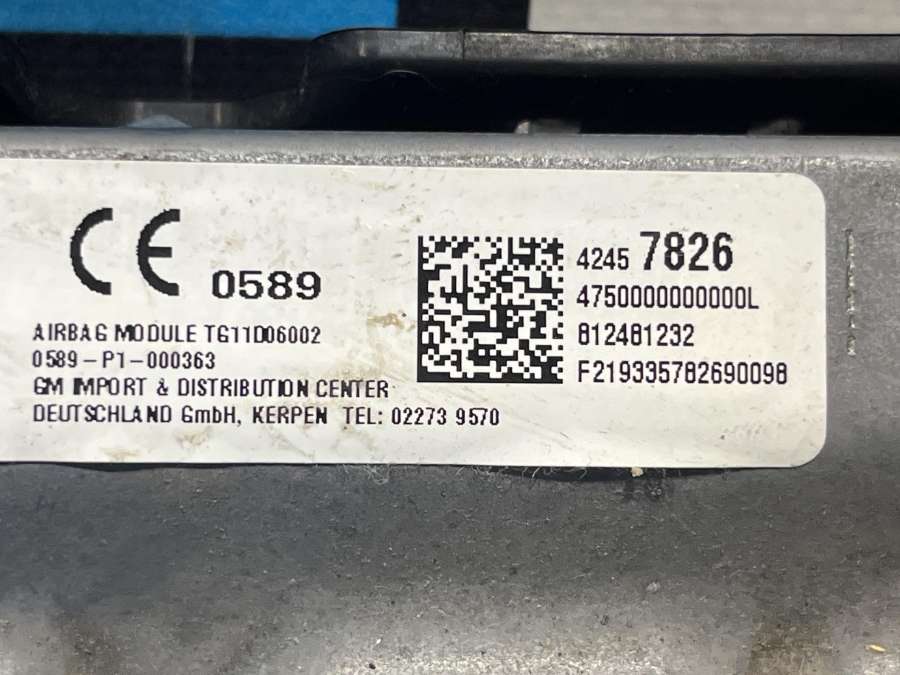 CE 0589
AIRBAG MODULE TG11D06002
0589-P1-000363
GM IMPORT & DISTRIBUTION CENTER
DEUTSCHLAND GmbH, KERPEN TEL: 02273 9570
4245 7826
4750000000000L
812481232
F219335782690098